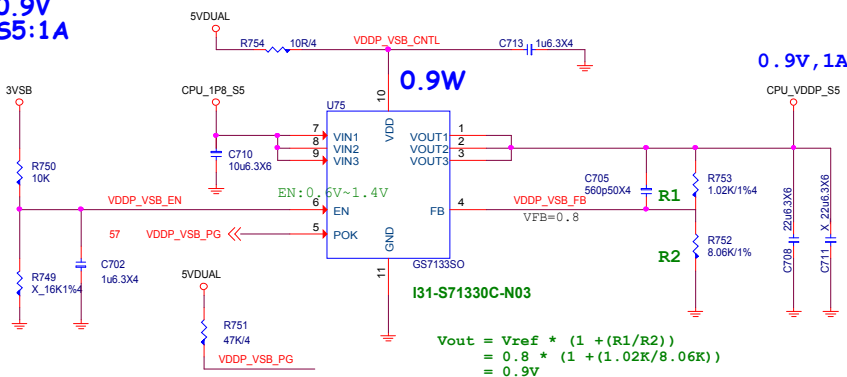 0.9V
S5:1A
5VDUAL
R754
10R/4
VDDP_VSB_CNTL
C713
1u6.3X4
0.9V,1A
3VSB
CPU_1P8_S5
0.9W
CPU_VDDP_S5
U75
10
VDD
7
VIN1
VOUT1
1
8
VIN2
VOUT2
2
9
VIN3
VOUT3
3
R750
10K
C710
10u6.3X6
C705
560p50X4
R1
R753
1.02K/1%4
EN:0.6V~1.4V
VDDP_VSB_EN
6
EN
FB
4
VDDP_VSB_FB
VFB=0.8
57
VDDP_VSB_PG
5
POK
GND
11
GS7133SO
R2
R752
8.06K/1%
C708
22u6.3X6
C711
X_22u6.3X6
R749
X_16K1%4
C702
1u6.3X4
5VDUAL
I31-S71330C-N03
R751
47K/4
VDDP_VSB_PG
Vout = Vref * (1 +(R1/R2))
= 0.8 * (1 +(1.02K/8.06K))
= 0.9V